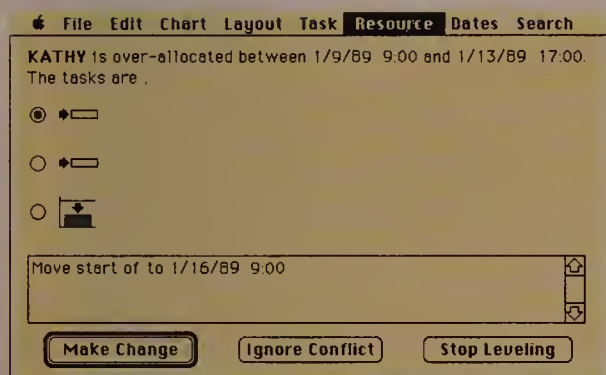 File Edit Chart Layout Task Resource Dates Search
KATHY is over-allocated between 1/9/89 9:00 and 1/13/89 17:00.
The tasks are .
Move start of to 1/16/89 9:00
Make Change Ignore Conflict Stop Leveling